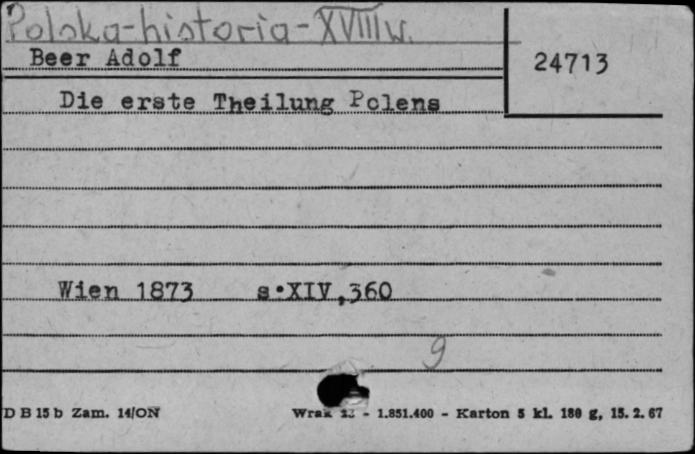 Polska-historia-XVIII w.
Beer Adolf
24713
Die erste Theilung Polens
Wien 1873 s.XIV,360
9
D B 15 b Zam. 14/ON
- 1.851.400 - Karton 5 kl. 180 g, 15. 2. 67